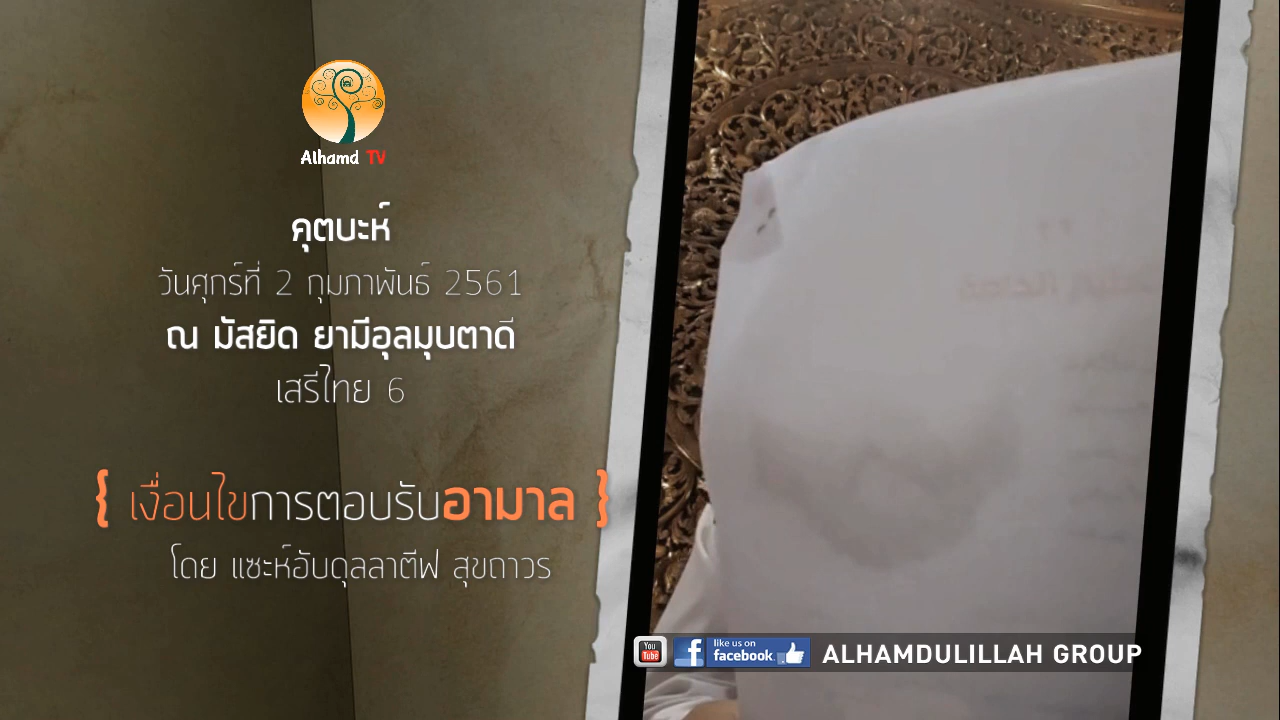 Alhamd TV
คุตบะห์
วันศุกร์ที่ 2 กุมภาพันธ์ 2561
ณ มัสยิด ยามีอุลมุบตาดี
เสรีไทย 6
{ เงื่อนไขการตอบรับอามาล }
โดย แซะห์อับดุลลาตีฟ สุขถาวร
You Tube f like us on facebook. ALHAMDULILLAH GROUP